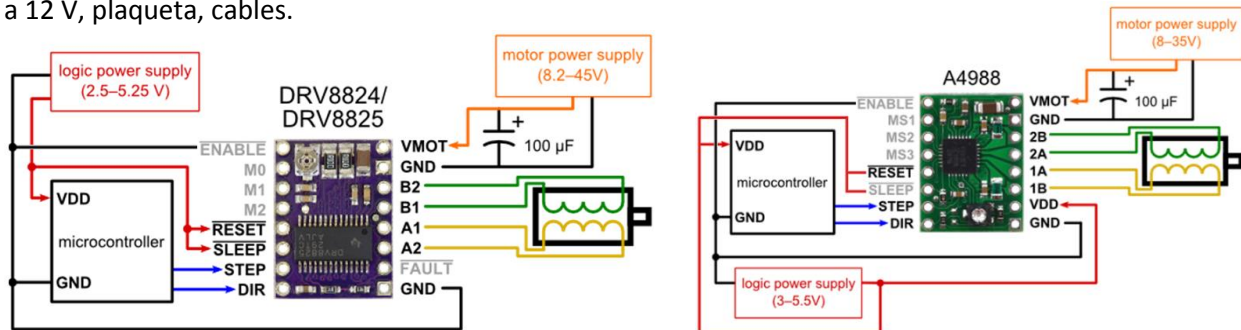 a 12 V, plaqueta, cables.
logic power supply
(2.5–5.25 V)
motor power supply
(8.2–45V)
DRV8824/
DRV8825
100 µF
+
ENABLE
M0
M1
M2
RESET
SLEEP
STEP
DIR
VMOT
GND
B2
B1
A1
A2
FAULT
GND
VDD
microcontroller
GND
motor power supply
(8–35V)
A4988
+
100 µF
ENABLE
MS1
MS2
MS3
RESET
SLEEP
STEP
DIR
VMOT
GND
2B
2A
1A
1B
VDD
GND
VDD
microcontroller
GND
logic power supply
(3–5.5V)